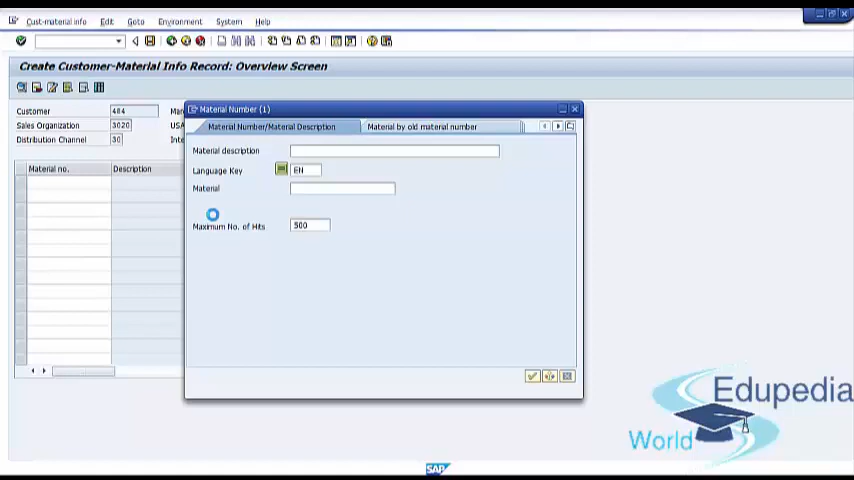 Cust-material info Edit Goto Environment System Help
Create Customer-Material Info Record: Overview Screen
Customer 484
Sales Organization 3020 USA
Distribution Channel 30
Material no. Description
Material Number (1)
Material Number/Material Description Material by old material number
Material description
Language Key EN
Material
Maximum No. of Hits 500
Edupedia
World
SAP